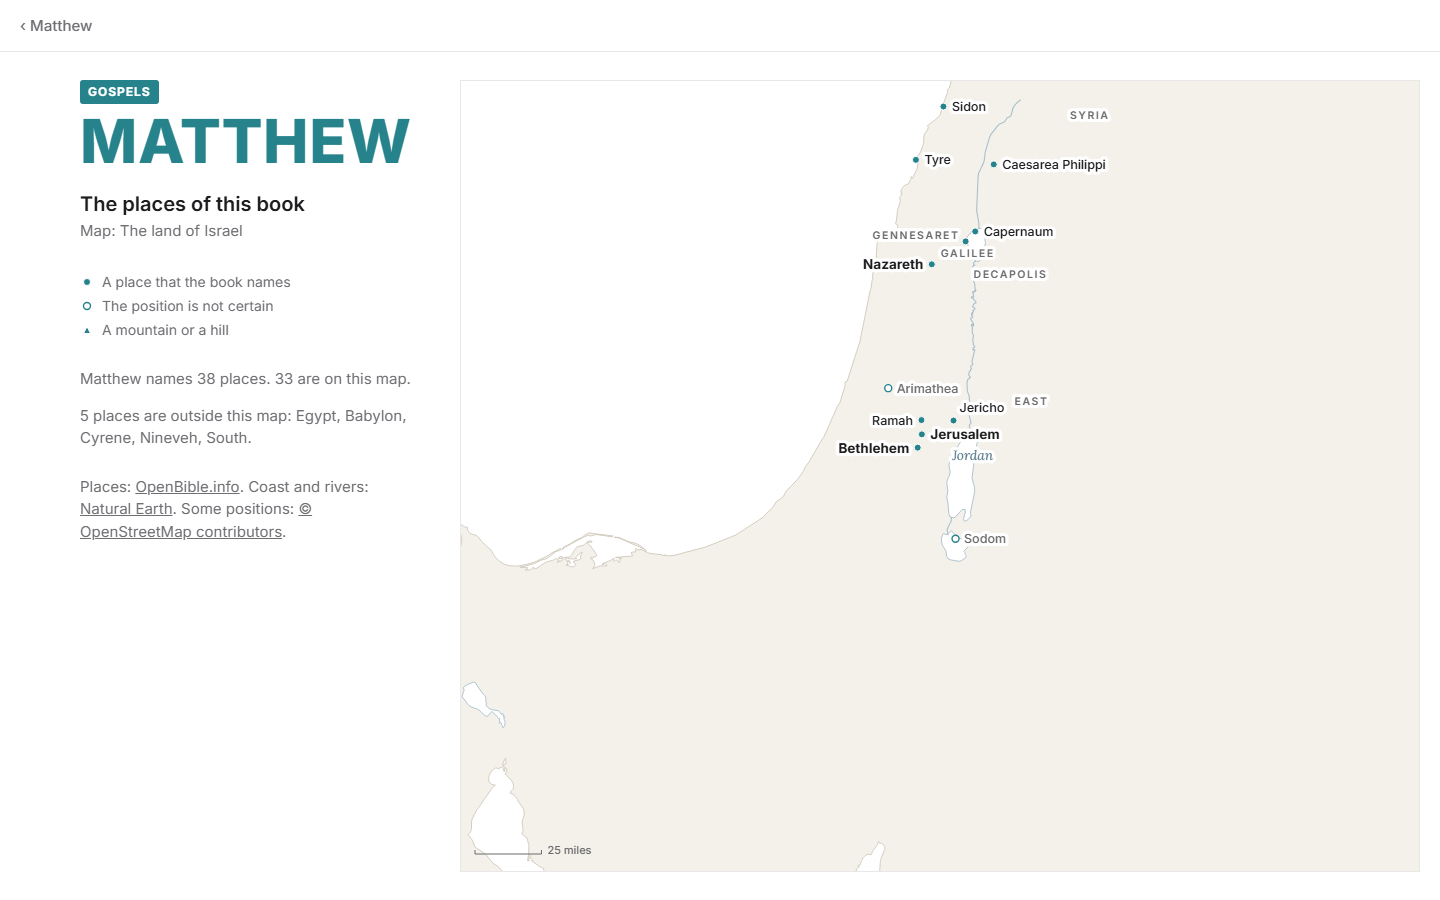 ‹ Matthew
GOSPELS
MATTHEW
The places of this book
Map: The land of Israel
A place that the book names
The position is not certain
A mountain or a hill
Matthew names 38 places. 33 are on this map.
5 places are outside this map: Egypt, Babylon,
Cyrene, Nineveh, South.
Places: OpenBible.info. Coast and rivers:
Natural Earth. Some positions: ©
OpenStreetMap contributors.
Sidon
SYRIA
Tyre
Caesarea Philippi
GENNESARET
Capernaum
GALILEE
Nazareth
DECAPOLIS
Arimathea
EAST
Jericho
Ramah
Jerusalem
Bethlehem
Jordan
Sodom
25 miles